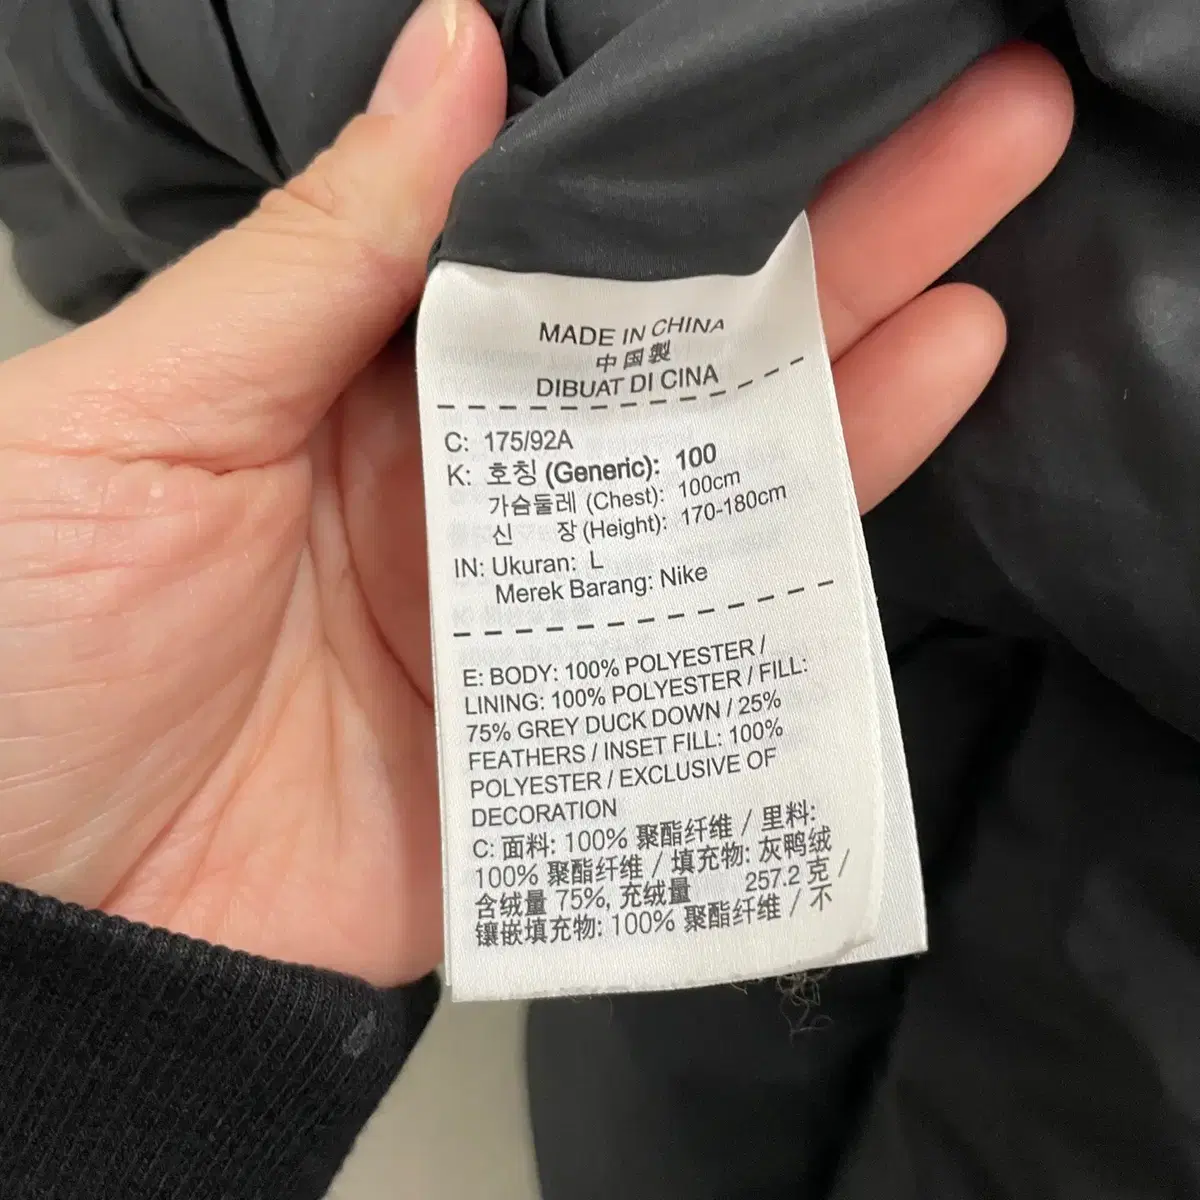 MADE IN CHINA
中国製
DIBUAT DI CINA
C: 175/92A
K: 호칭 (Generic): 100
가슴둘레 (Chest): 100cm
신 장 (Height): 170-180cm
IN: Ukuran: L
Merek Barang: Nike
E: BODY: 100% POLYESTER /
LINING: 100% POLYESTER / FILL:
75% GREY DUCK DOWN / 25%
FEATHERS / INSET FILL: 100%
POLYESTER / EXCLUSIVE OF
DECORATION
C: 面料: 100% 聚酯纤维 / 里料:
100% 聚酯纤维 / 填充物: 灰鸭绒
含绒量 75%, 充绒量 257.2 克 /
镶嵌填充物: 100% 聚酯纤维 / 不